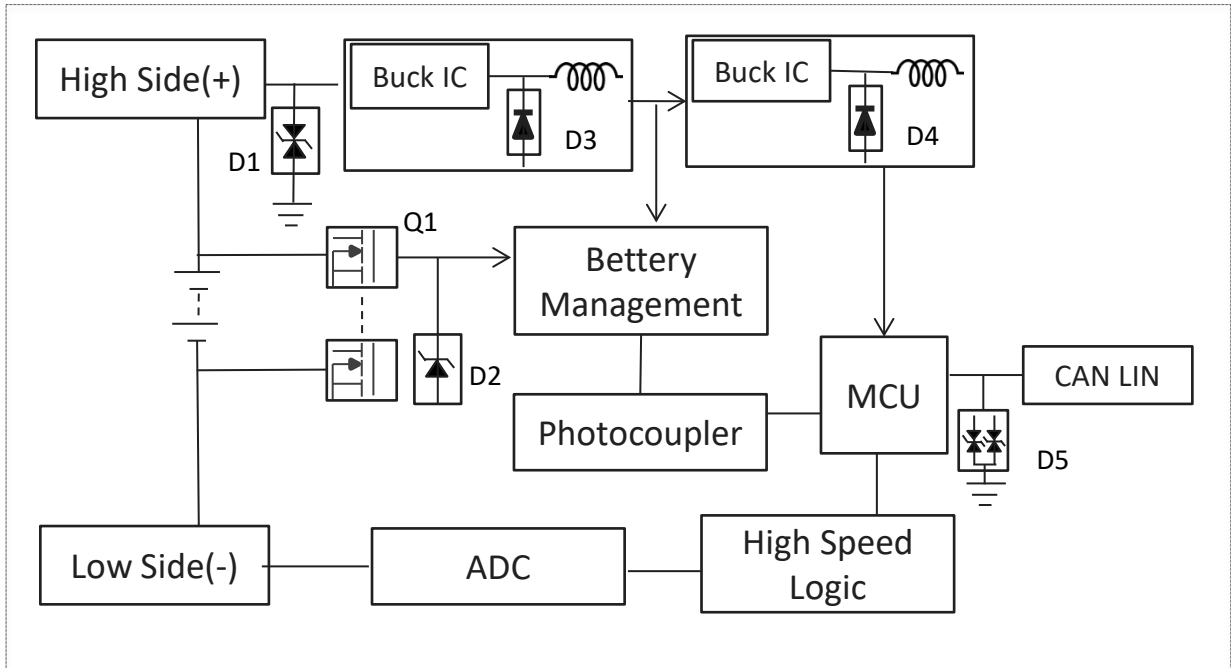 High Side(+)
Buck IC
Buck IC
D1
D3
D4
Q1
Bettery
Management
D2
MCU
CAN LIN
Photocoupler
D5
Low Side(-)
ADC
High Speed
Logic